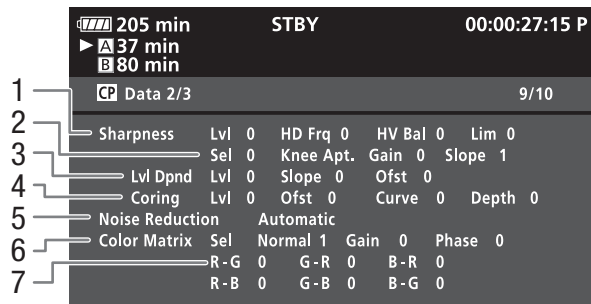 205 min STBY 00:00:27:15 P
A 37 min
B 80 min
CP Data 2/3 9/10
1 Sharpness Lvl 0 HD Frq 0 HV Bal 0 Lim 0
2 Sel 0 Knee Apt. Gain 0 Slope 1
3 Lvl Dpnd Lvl 0 Slope 0 Ofst 0
4 Coring Lvl 0 Ofst 0 Curve 0 Depth 0
5 Noise Reduction Automatic
6 Color Matrix Sel Normal 1 Gain 0 Phase 0
7 R-G 0 G-R 0 B-R 0
R-B 0 G-B 0 B-G 0